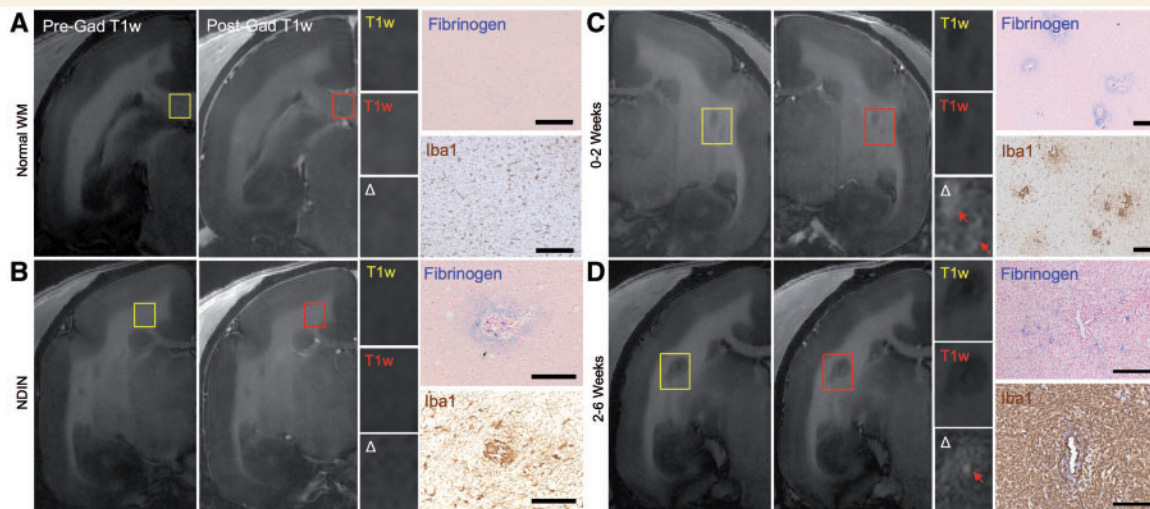 A
Pre-Gad T1w
Post-Gad T1w
T1w
T1w
Δ
Fibrinogen
Iba1
Normal WM
B
T1w
T1w
Δ
Fibrinogen
Iba1
NDIN
C
T1w
T1w
Δ
Fibrinogen
Iba1
0-2 Weeks
D
T1w
T1w
Δ
Fibrinogen
Iba1
2-6 Weeks